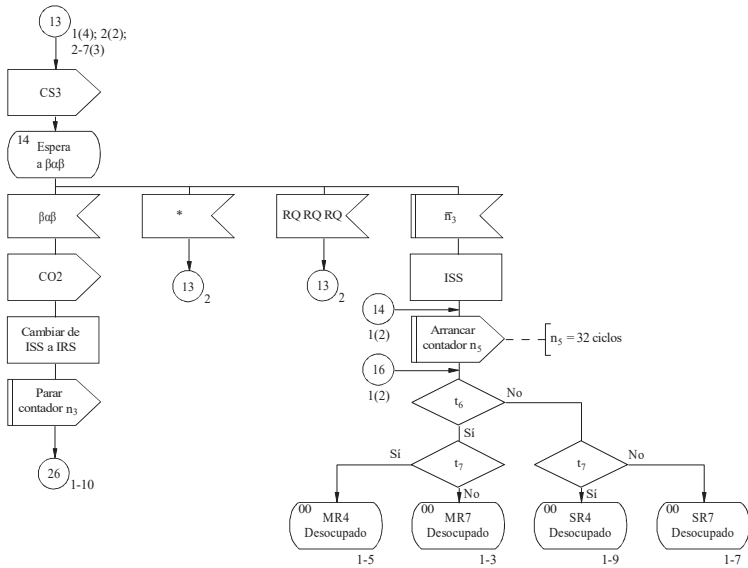 13
1(4); 2(2);
2-7(3)
CS3
14
Espera
a βαβ
βαβ
*
RQ RQ RQ
n̅₃
CO2
13
2
13
2
ISS
14
1(2)
Cambiar de
ISS a IRS
Arrancar
contador n₅
n₅ = 32 ciclos
16
1(2)
Parar
contador n₃
t₆
No
Sí
26
1-10
Sí
t₇
No
t₇
No
Sí
00
MR4
Desocupado
1-5
00
MR7
Desocupado
1-3
00
SR4
Desocupado
1-9
00
SR7
Desocupado
1-7